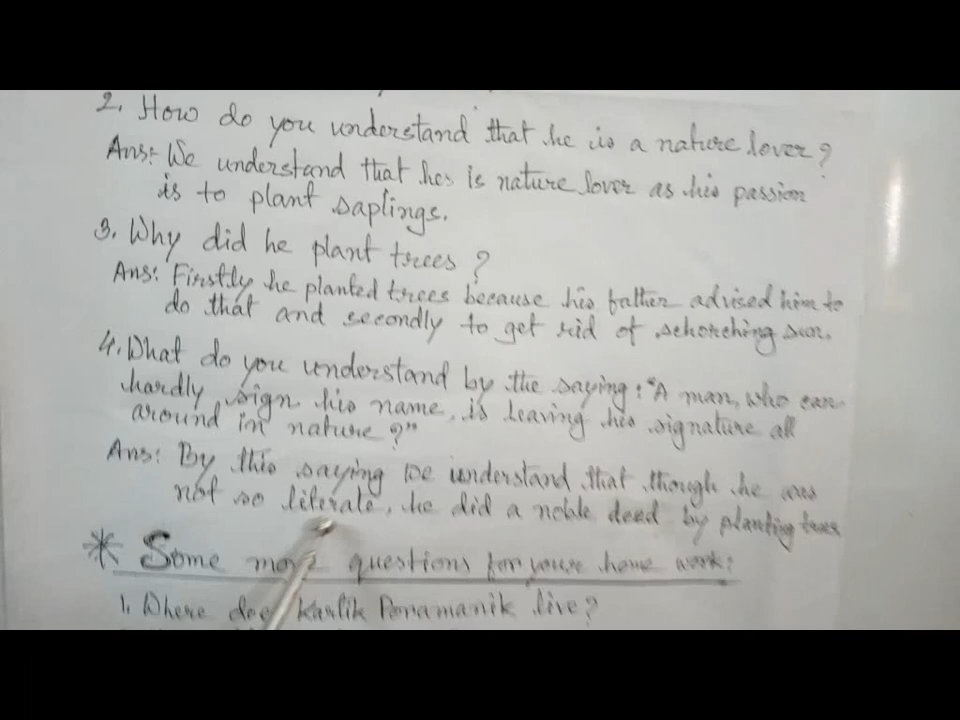 2. How do you understand that he is a nature lover?
Ans: We understand that hes is nature lover as his passion
is to plant saplings.
3. Why did he plant trees?
Ans: Firstly he planted trees because his father advised him to
do that and secondly to get rid of schorching sun.
4. What do you understand by the saying: "A man, who can
hardly sign his name, is leaving his signature all
around in nature?"
Ans: By this saying we understand that though he was
not so literate, he did a noble deed by planting trees
* Some more questions for youre home work:
1. Where does Kartik Poramanik live?